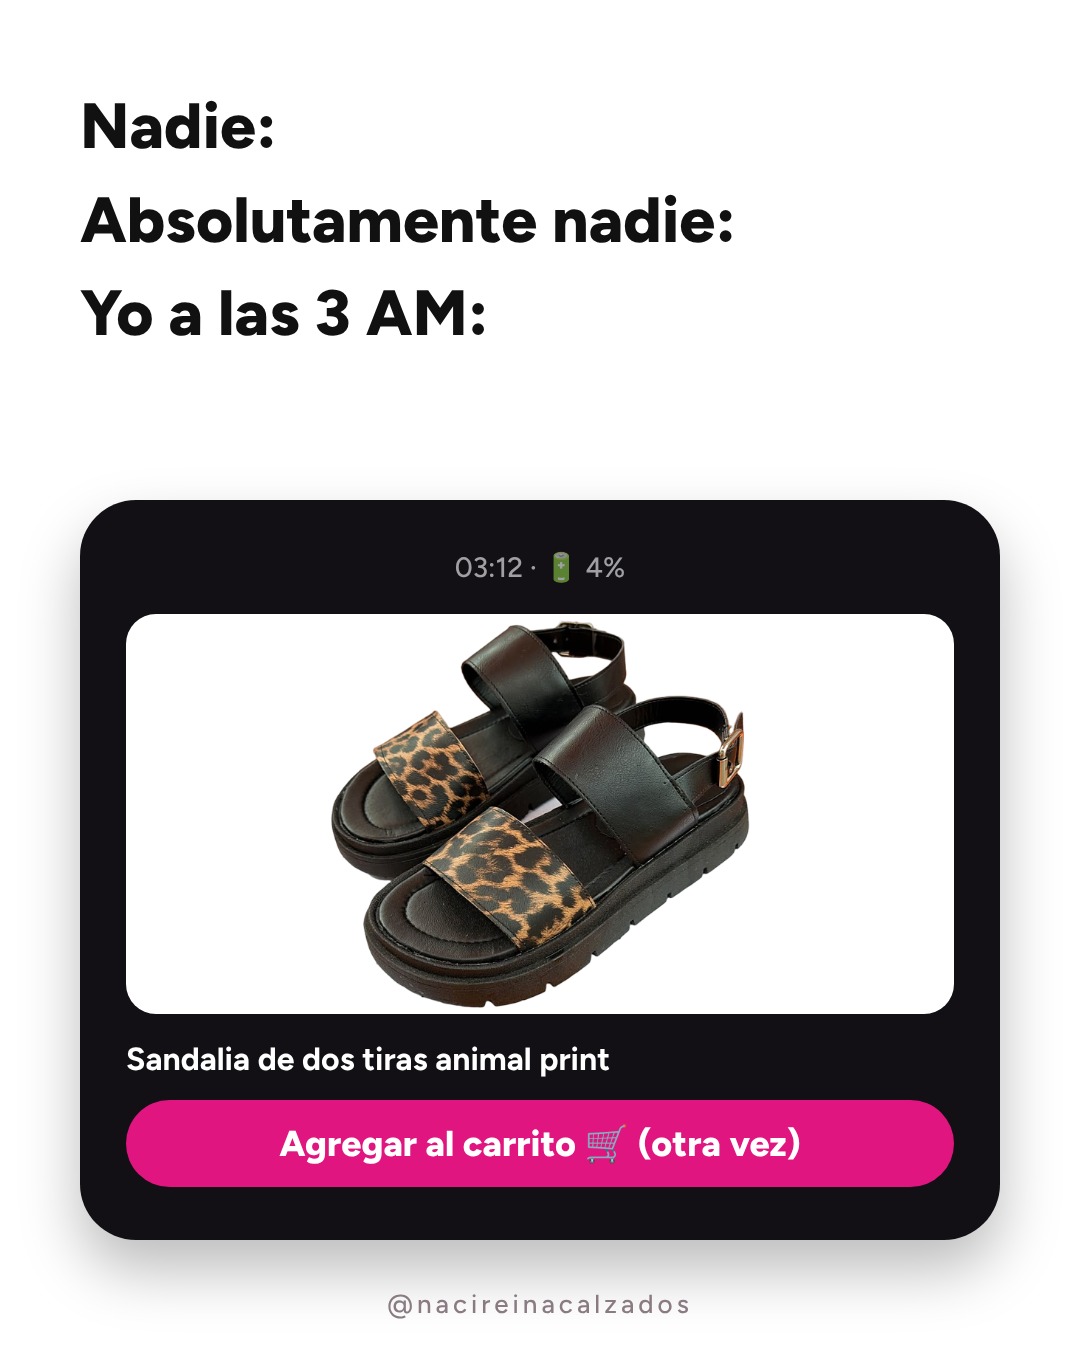 Nadie:
Absolutamente nadie:
Yo a las 3 AM:
03:12 · 🔋 4%
Sandalia de dos tiras animal print
Agregar al carrito 🛒 (otra vez)
@nacireinacalzados